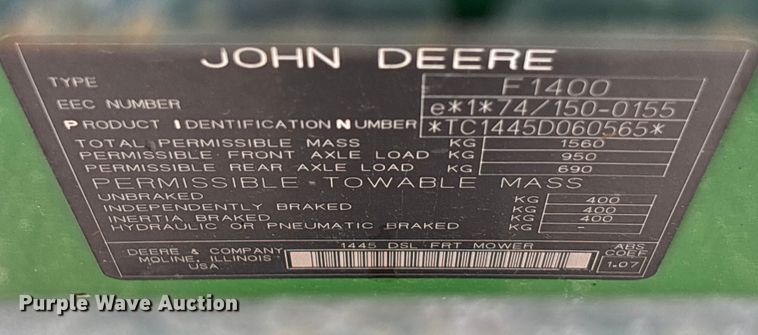 JOHN DEERE
TYPE F1400
EEC NUMBER e*1*74/150-0155
PRODUCT IDENTIFICATION NUMBER *TC1445D060565*
TOTAL PERMISSIBLE MASS KG 1560
PERMISSIBLE FRONT AXLE LOAD KG 950
PERMISSIBLE REAR AXLE LOAD KG 690
PERMISSIBLE TOWABLE MASS
UNBRAKED KG 400
INDEPENDENTLY BRAKED KG 400
INERTIA BRAKED KG 400
HYDRAULIC OR PNEUMATIC BRAKED KG -
DEERE & COMPANY 1445 DSL FRT MOWER ABS
MOLINE, ILLINOIS COEF
USA 1.07
Purple Wave Auction